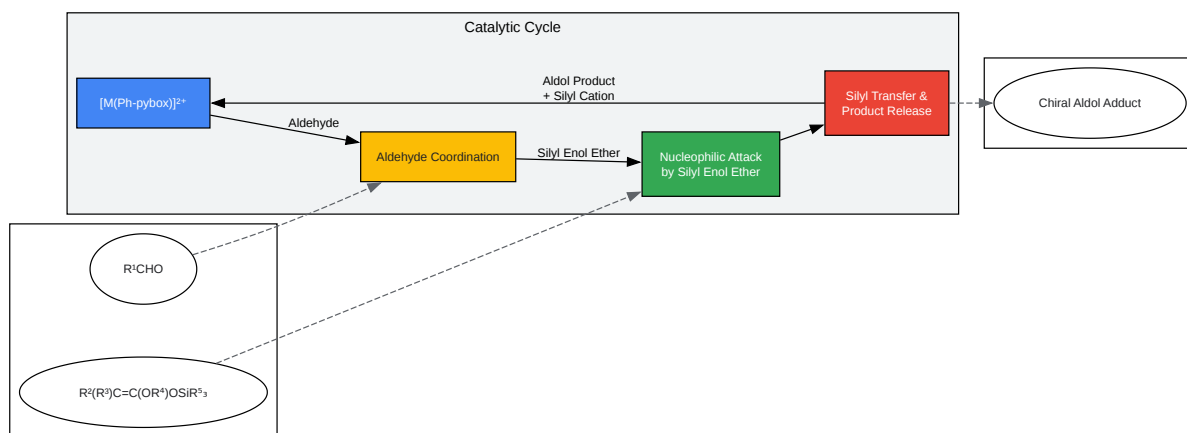 Catalytic Cycle
[M(Ph-pybox)]²⁺
Aldehyde
Aldehyde Coordination
Silyl Enol Ether
Nucleophilic Attack
by Silyl Enol Ether
Aldol Product
+ Silyl Cation
Silyl Transfer &
Product Release
Chiral Aldol Adduct
R¹CHO
R²(R³)C=C(OR⁴)OSiR⁵₃